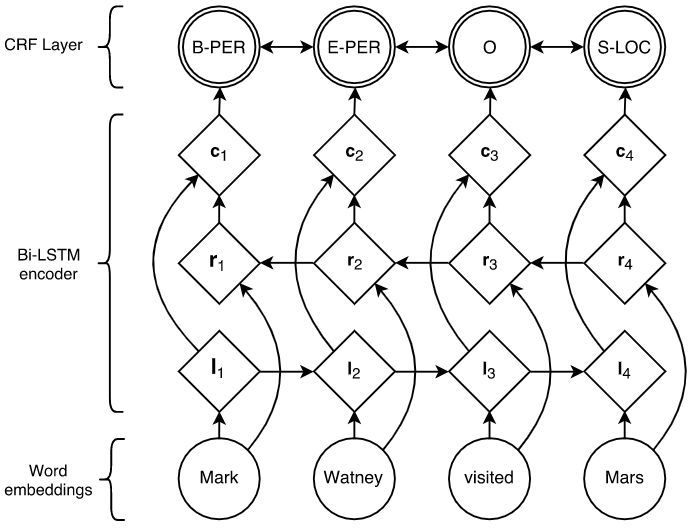 CRF Layer
B-PER E-PER O S-LOC
c₁ c₂ c₃ c₄
Bi-LSTM
encoder
r₁ r₂ r₃ r₄
l₁ l₂ l₃ l₄
Word
embeddings
Mark Watney visited Mars